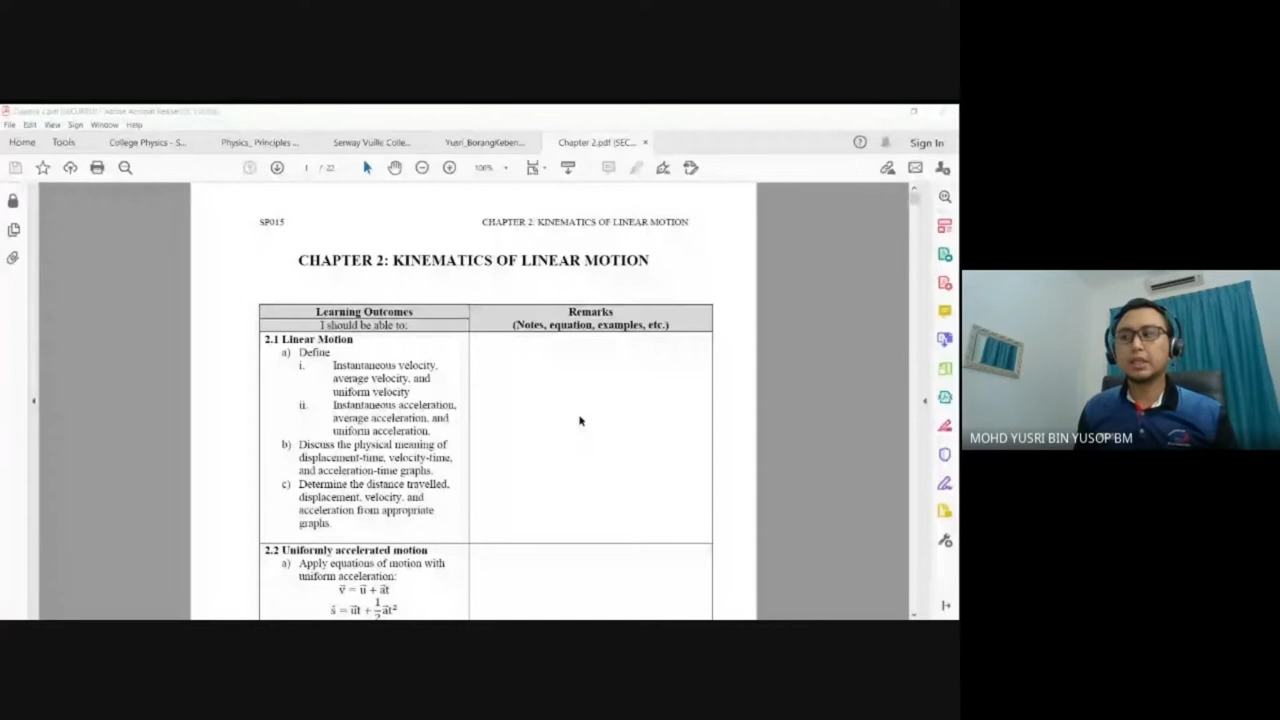 File Edit View Sign Window Help
Home Tools College Physics - S... Physics_ Principles ... Serway Vuille Colle... Yusri_BorangKeben... Chapter 2.pdf (SEC... × Sign In
1 / 22 100%
SP015 CHAPTER 2: KINEMATICS OF LINEAR MOTION
CHAPTER 2: KINEMATICS OF LINEAR MOTION
Learning Outcomes
I should be able to:
Remarks
(Notes, equation, examples, etc.)
2.1 Linear Motion
a) Define
i. Instantaneous velocity,
average velocity, and
uniform velocity
ii. Instantaneous acceleration,
average acceleration, and
uniform acceleration.
b) Discuss the physical meaning of
displacement-time, velocity-time,
and acceleration-time graphs.
c) Determine the distance travelled,
displacement, velocity, and
acceleration from appropriate
graphs.
2.2 Uniformly accelerated motion
a) Apply equations of motion with
uniform acceleration:
v⃗ = u⃗ + a⃗t
s⃗ = u⃗t + 1/2 a⃗t²
MOHD YUSRI BIN YUSOP BM